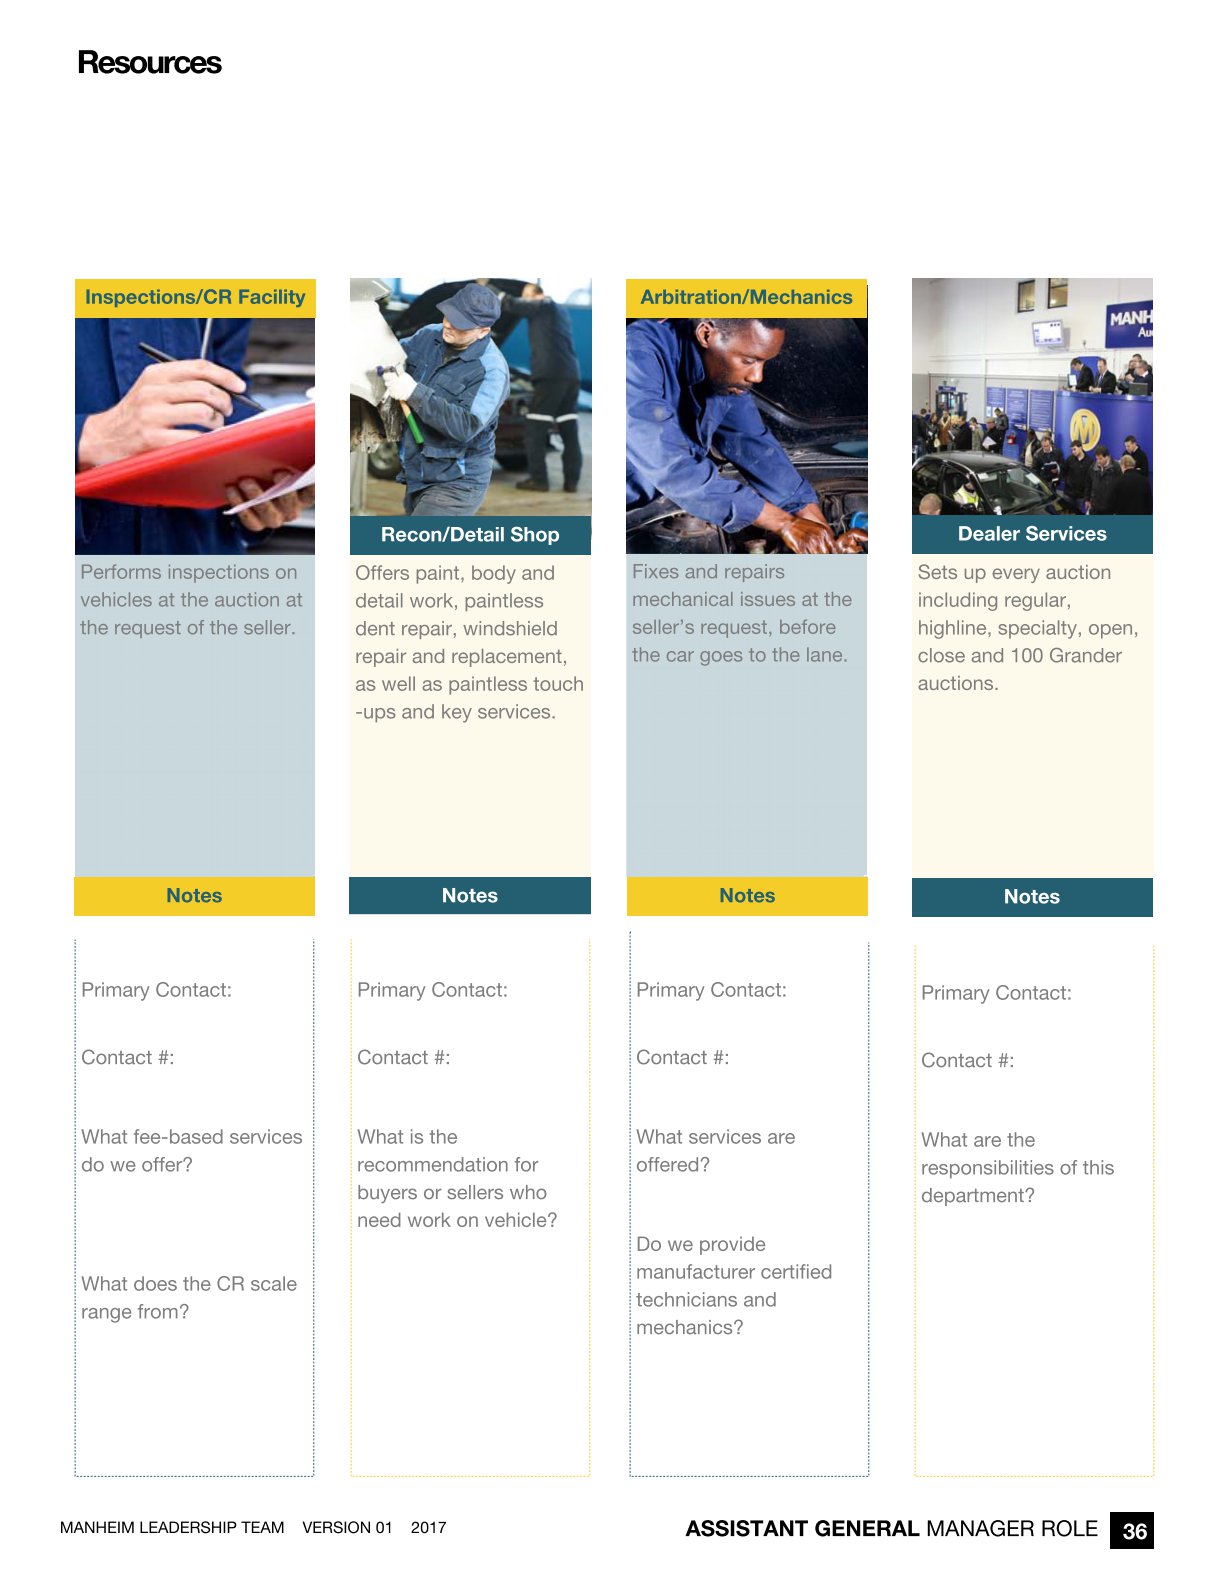 Resources
Inspections/CR Facility
Performs inspections on
vehicles at the auction at
the request of the seller.
Notes
Primary Contact:
Contact #:
What fee-based services
do we offer?
What does the CR scale
range from?
Recon/Detail Shop
Offers paint, body and
detail work, paintless
dent repair, windshield
repair and replacement,
as well as paintless touch
-ups and key services.
Notes
Primary Contact:
Contact #:
What is the
recommendation for
buyers or sellers who
need work on vehicle?
Arbitration/Mechanics
Fixes and repairs
mechanical issues at the
seller's request, before
the car goes to the lane.
Notes
Primary Contact:
Contact #:
What services are
offered?
Do we provide
manufacturer certified
technicians and
mechanics?
MANH
Au
M
Dealer Services
Sets up every auction
including regular,
highline, specialty, open,
close and 100 Grander
auctions.
Notes
Primary Contact:
Contact #:
What are the
responsibilities of this
department?
MANHEIM LEADERSHIP TEAM VERSION 01 2017
ASSISTANT GENERAL MANAGER ROLE 36